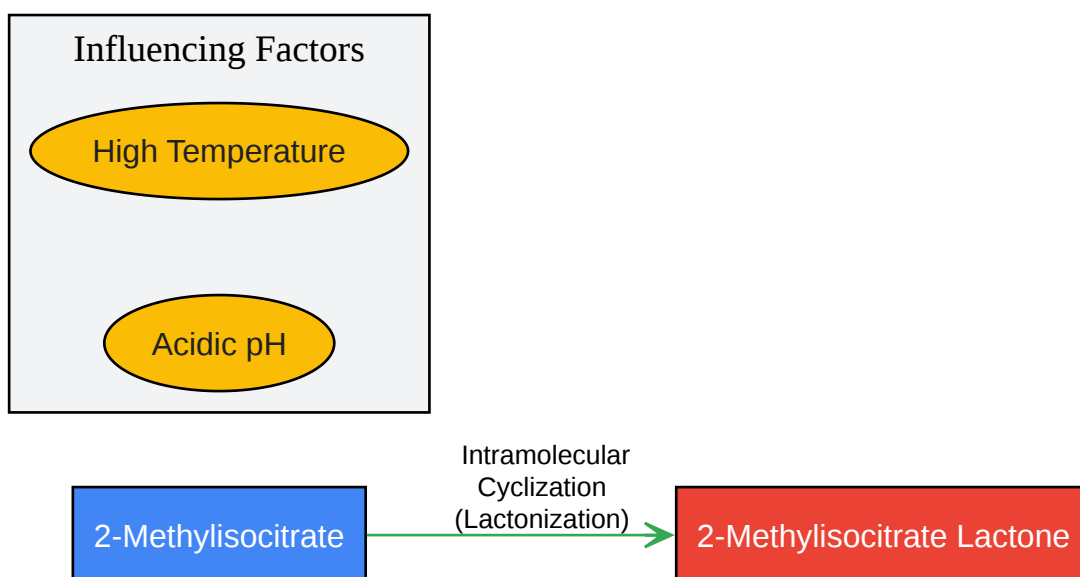 Influencing Factors
High Temperature
Acidic pH
Intramolecular
Cyclization
(Lactonization)
2-Methylisocitrate
2-Methylisocitrate Lactone